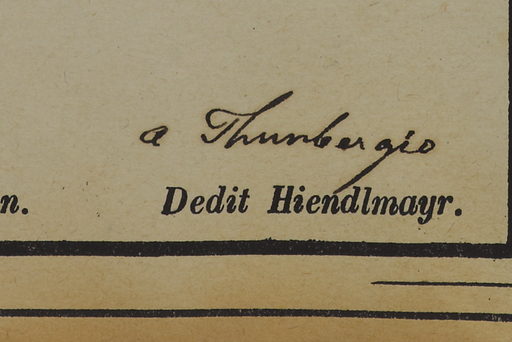 a Thunbergio
n. Dedit Hiendlmayr.